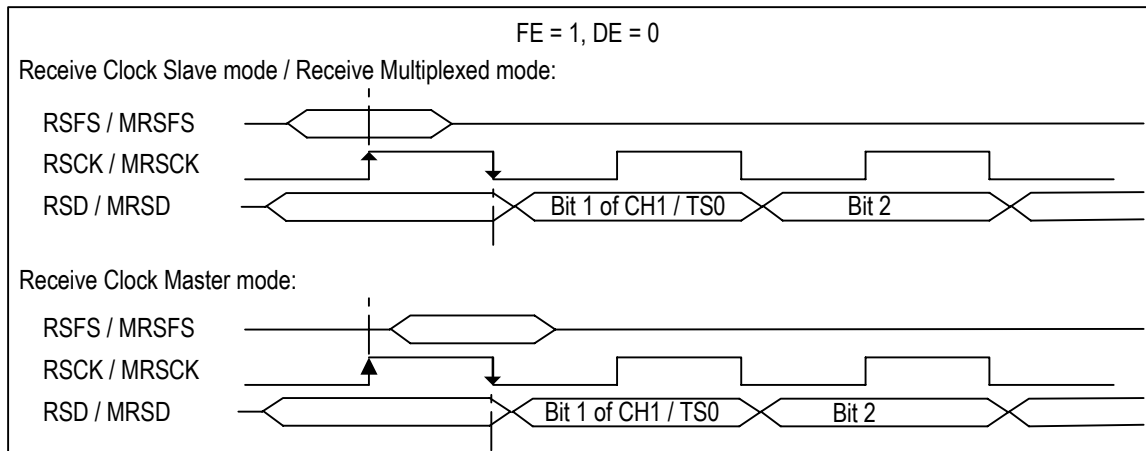 FE = 1, DE = 0
Receive Clock Slave mode / Receive Multiplexed mode:
RSFS / MRSFS
RSCK / MRSCK
RSD / MRSD
Bit 1 of CH1 / TS0
Bit 2
Receive Clock Master mode:
RSFS / MRSFS
RSCK / MRSCK
RSD / MRSD
Bit 1 of CH1 / TS0
Bit 2